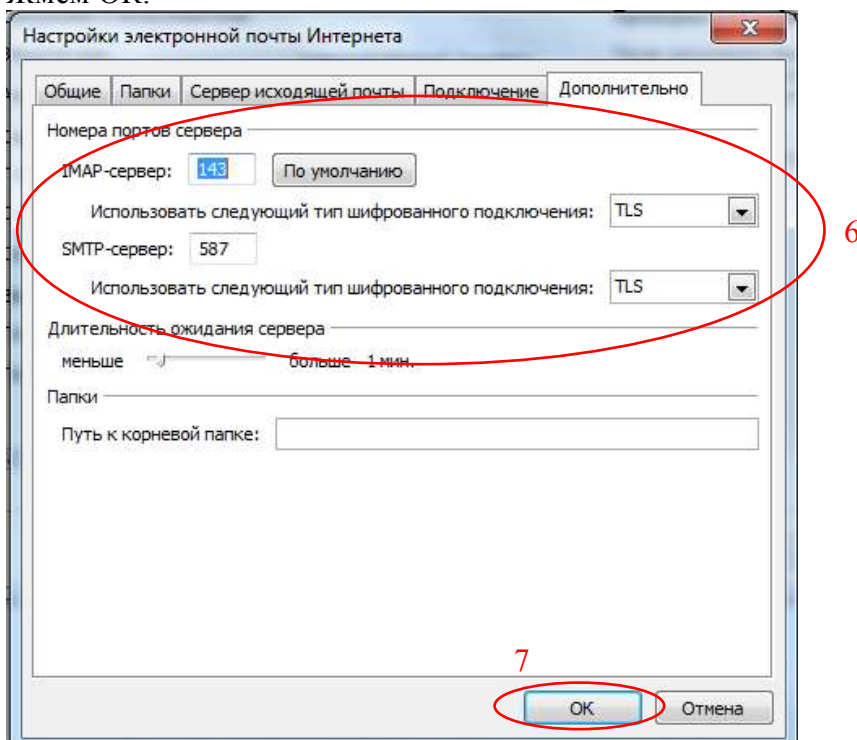 жмем ОК.
Настройки электронной почты Интернета
Общие Папки Сервер исходящей почты Подключение Дополнительно
Номера портов сервера
IMAP-сервер: 143 По умолчанию
Использовать следующий тип шифрованного подключения: TLS
6
SMTP-сервер: 587
Использовать следующий тип шифрованного подключения: TLS
Длительность ожидания сервера
меньше больше 1 мин.
Папки
Путь к корневой папке:
7
ОК Отмена